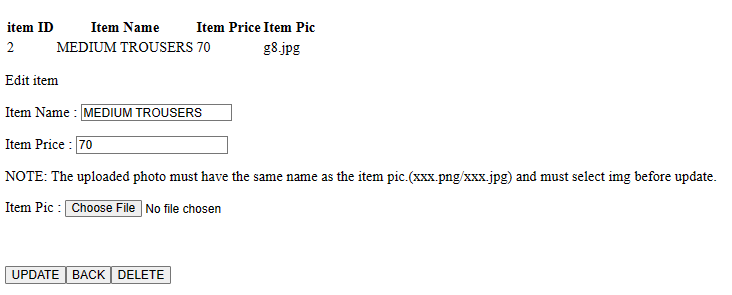 item ID Item Name Item Price Item Pic
2 MEDIUM TROUSERS 70 g8.jpg
Edit item
Item Name : MEDIUM TROUSERS
Item Price : 70
NOTE: The uploaded photo must have the same name as the item pic.(xxx.png/xxx.jpg) and must select img before update.
Item Pic : Choose File No file chosen
UPDATE BACK DELETE